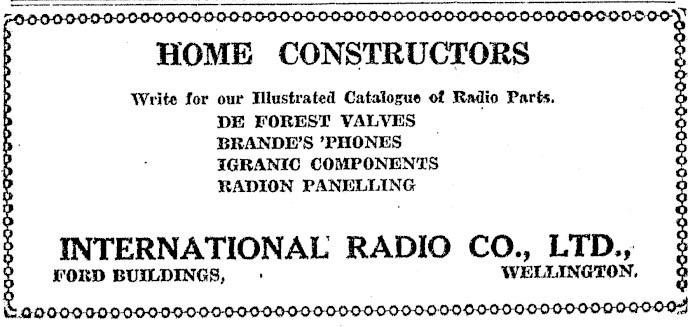 HOME CONSTRUCTORS
Write for our Illustrated Catalogue of Radio Parts.
DE FOREST VALVES
BRANDE'S 'PHONES
IGRANIC COMPONENTS
RADION PANELLING
INTERNATIONAL RADIO CO., LTD.,
FORD BUILDINGS, WELLINGTON.